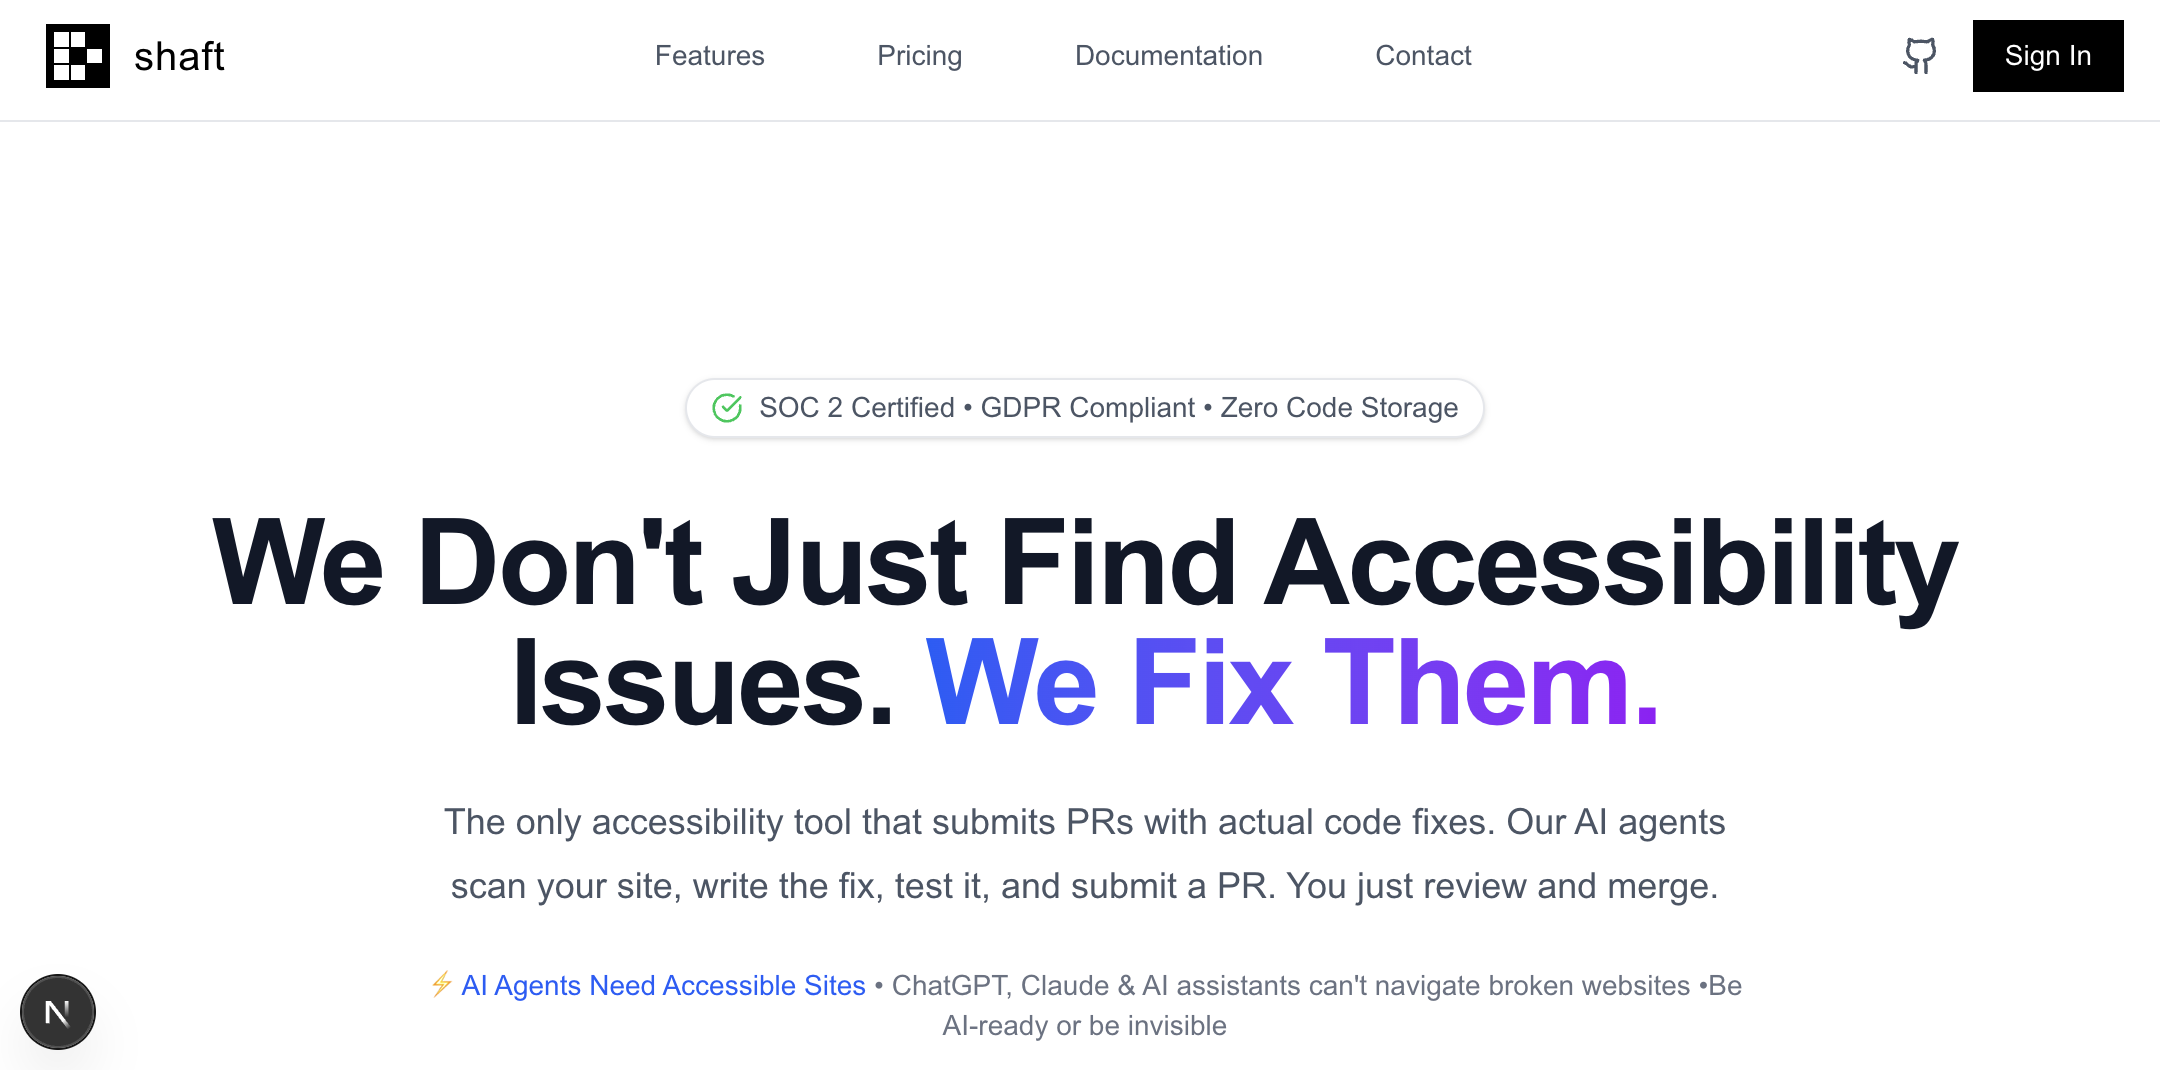 shaft
Features
Pricing
Documentation
Contact
Sign In
SOC 2 Certified • GDPR Compliant • Zero Code Storage
We Don't Just Find Accessibility
Issues. We Fix Them.
The only accessibility tool that submits PRs with actual code fixes. Our AI agents
scan your site, write the fix, test it, and submit a PR. You just review and merge.
⚡ AI Agents Need Accessible Sites • ChatGPT, Claude & AI assistants can't navigate broken websites •Be
AI-ready or be invisible
N